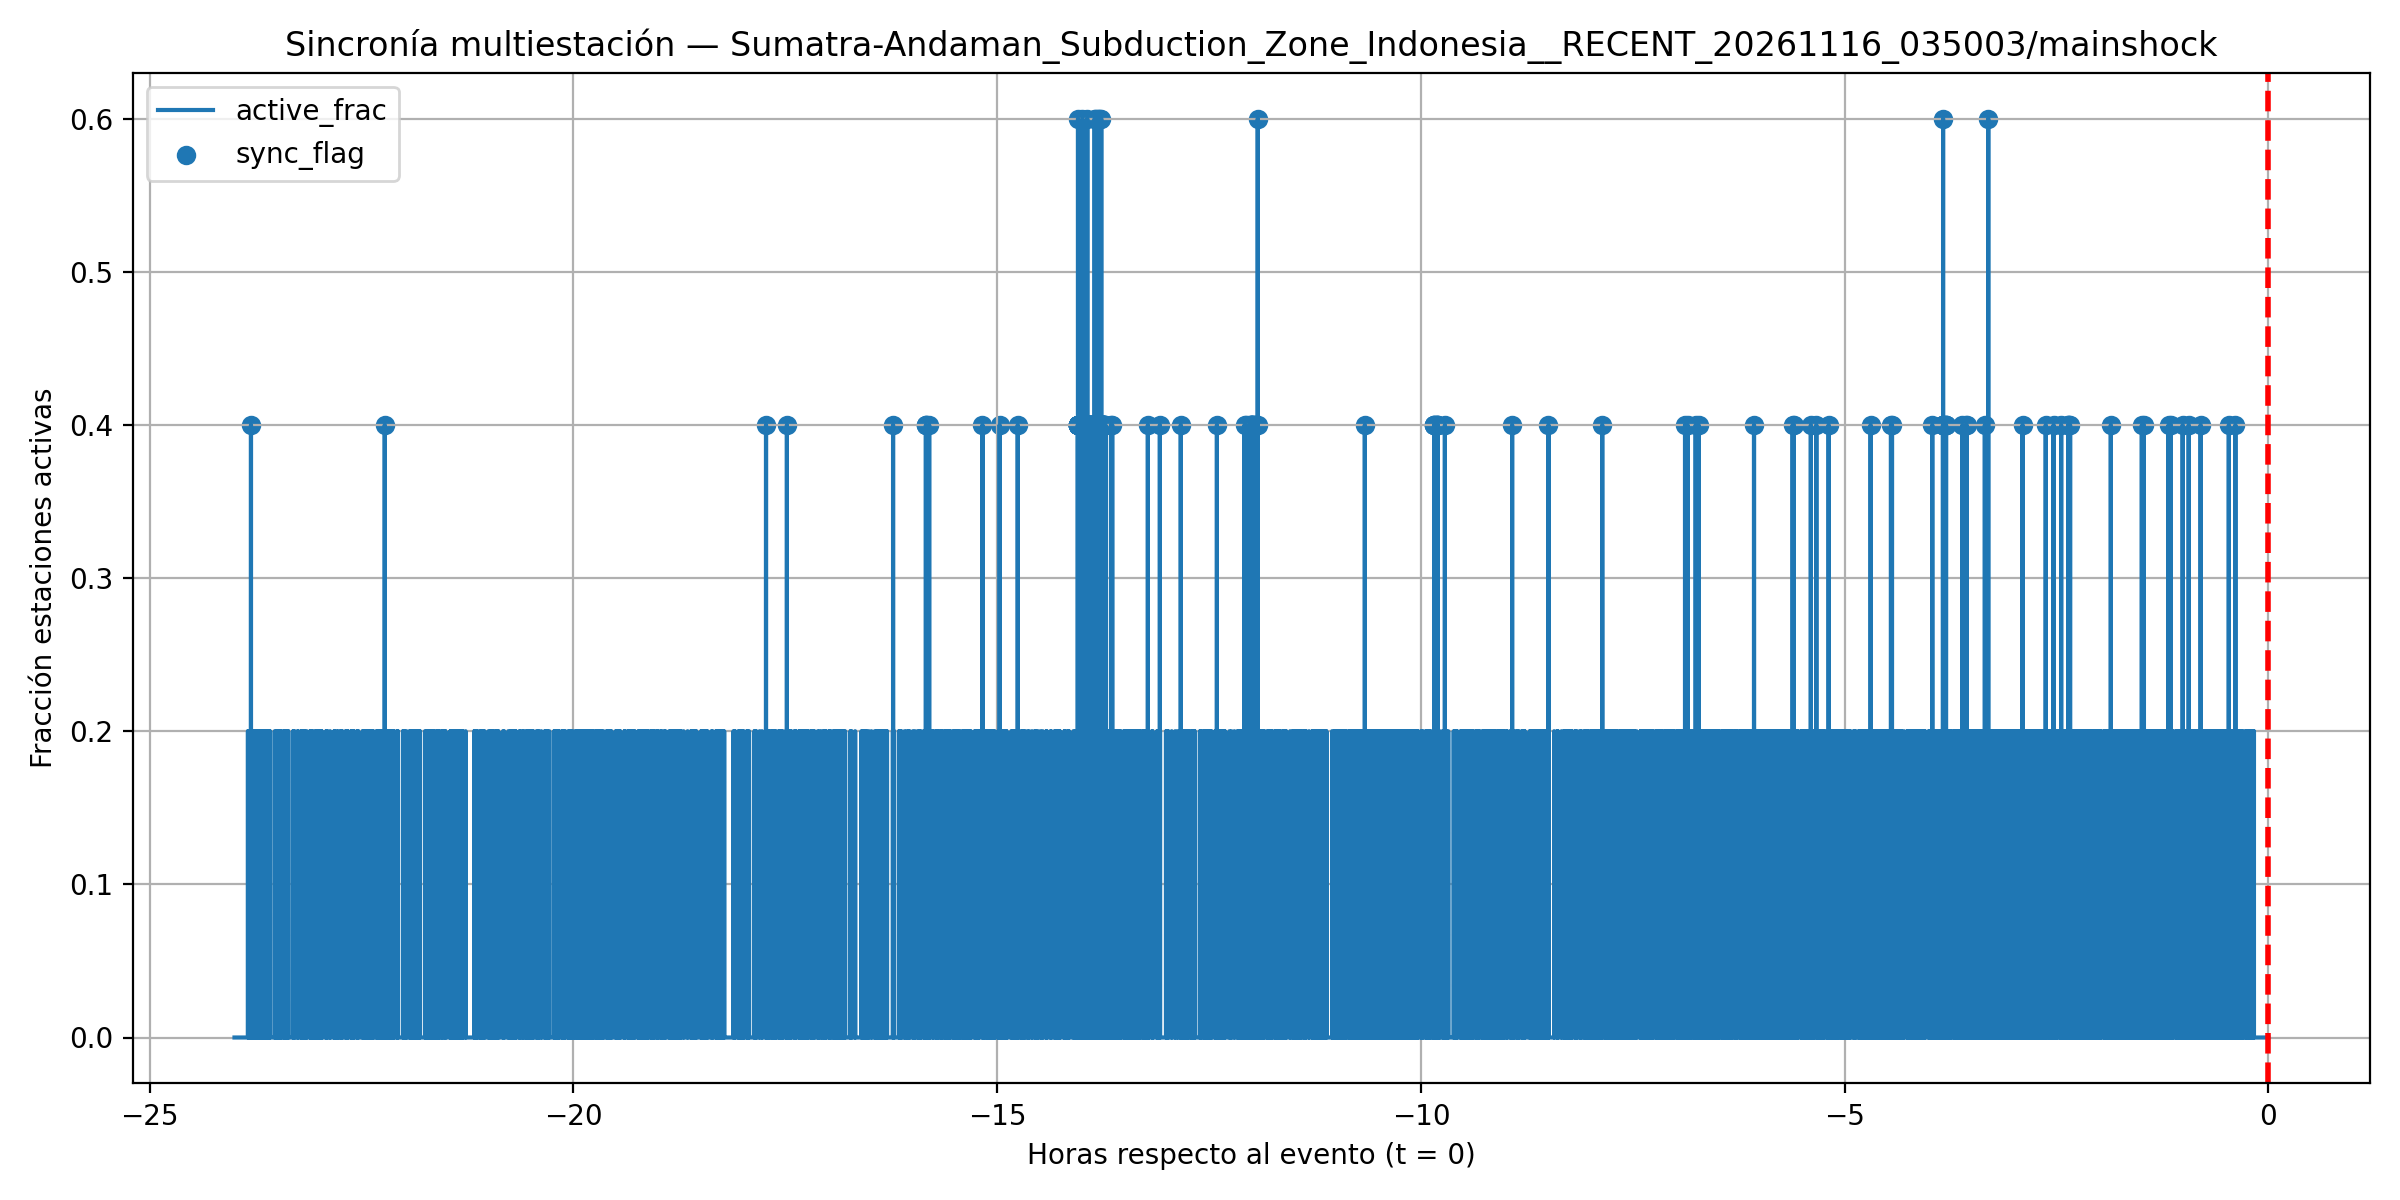 Sincronía multiestación — Sumatra-Andaman_Subduction_Zone_Indonesia__RECENT_20261116_035003/mainshock
active_frac
sync_flag
Fracción estaciones activas
0.6
0.5
0.4
0.3
0.2
0.1
0.0
−25
−20
−15
−10
−5
0
Horas respecto al evento (t = 0)